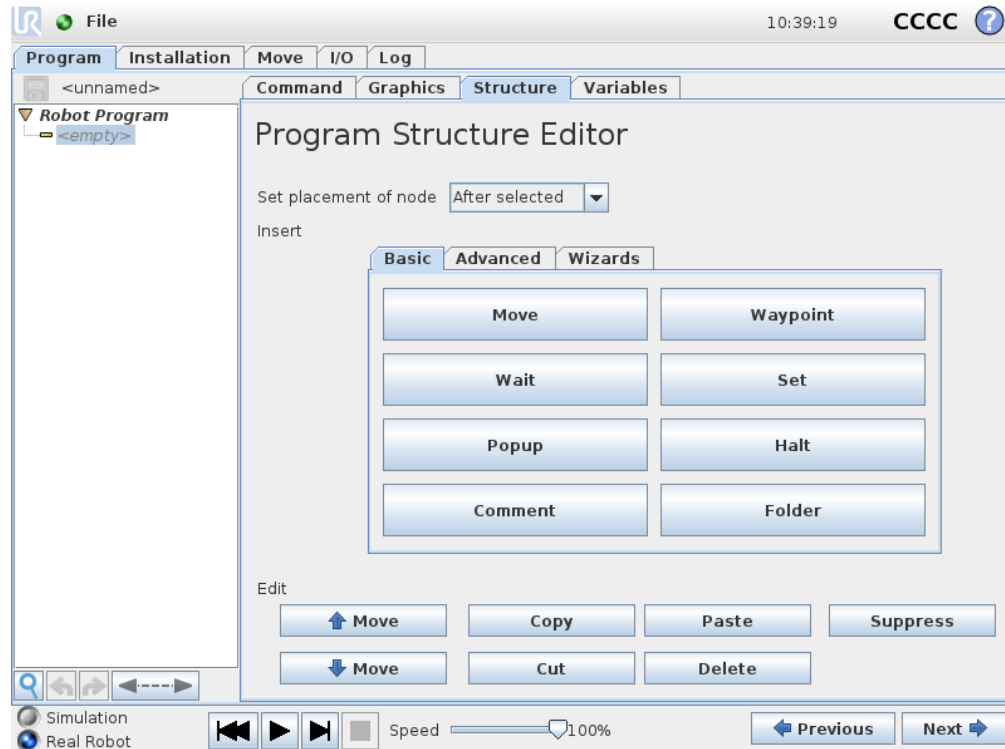 UR File 10:39:19 CCCC ?
Program Installation Move I/O Log
<unnamed> Command Graphics Structure Variables
Robot Program
<empty>
Program Structure Editor
Set placement of node After selected
Insert
Basic Advanced Wizards
Move Waypoint
Wait Set
Popup Halt
Comment Folder
Edit
Move Copy Paste Suppress
Move Cut Delete
Simulation
Real Robot
Speed 100% Previous Next